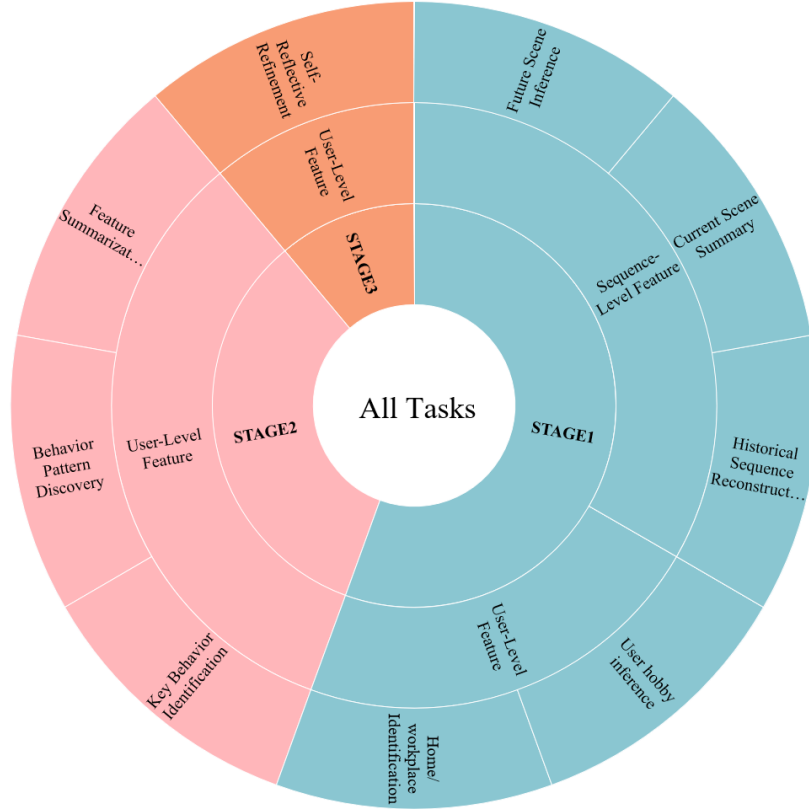 All Tasks
STAGE1
Sequence-
Level Feature
Future Scene
Inference
Current Scene
Summary
Historical
Sequence
Reconstruct…
User-Level
Feature
User hobby
inference
Home/
workplace
Identification
STAGE2
User-Level
Feature
Key Behavior
Identification
Behavior
Pattern
Discovery
Feature
Summarizat…
STAGE3
User-Level
Feature
Self-
Reflective
Refinement